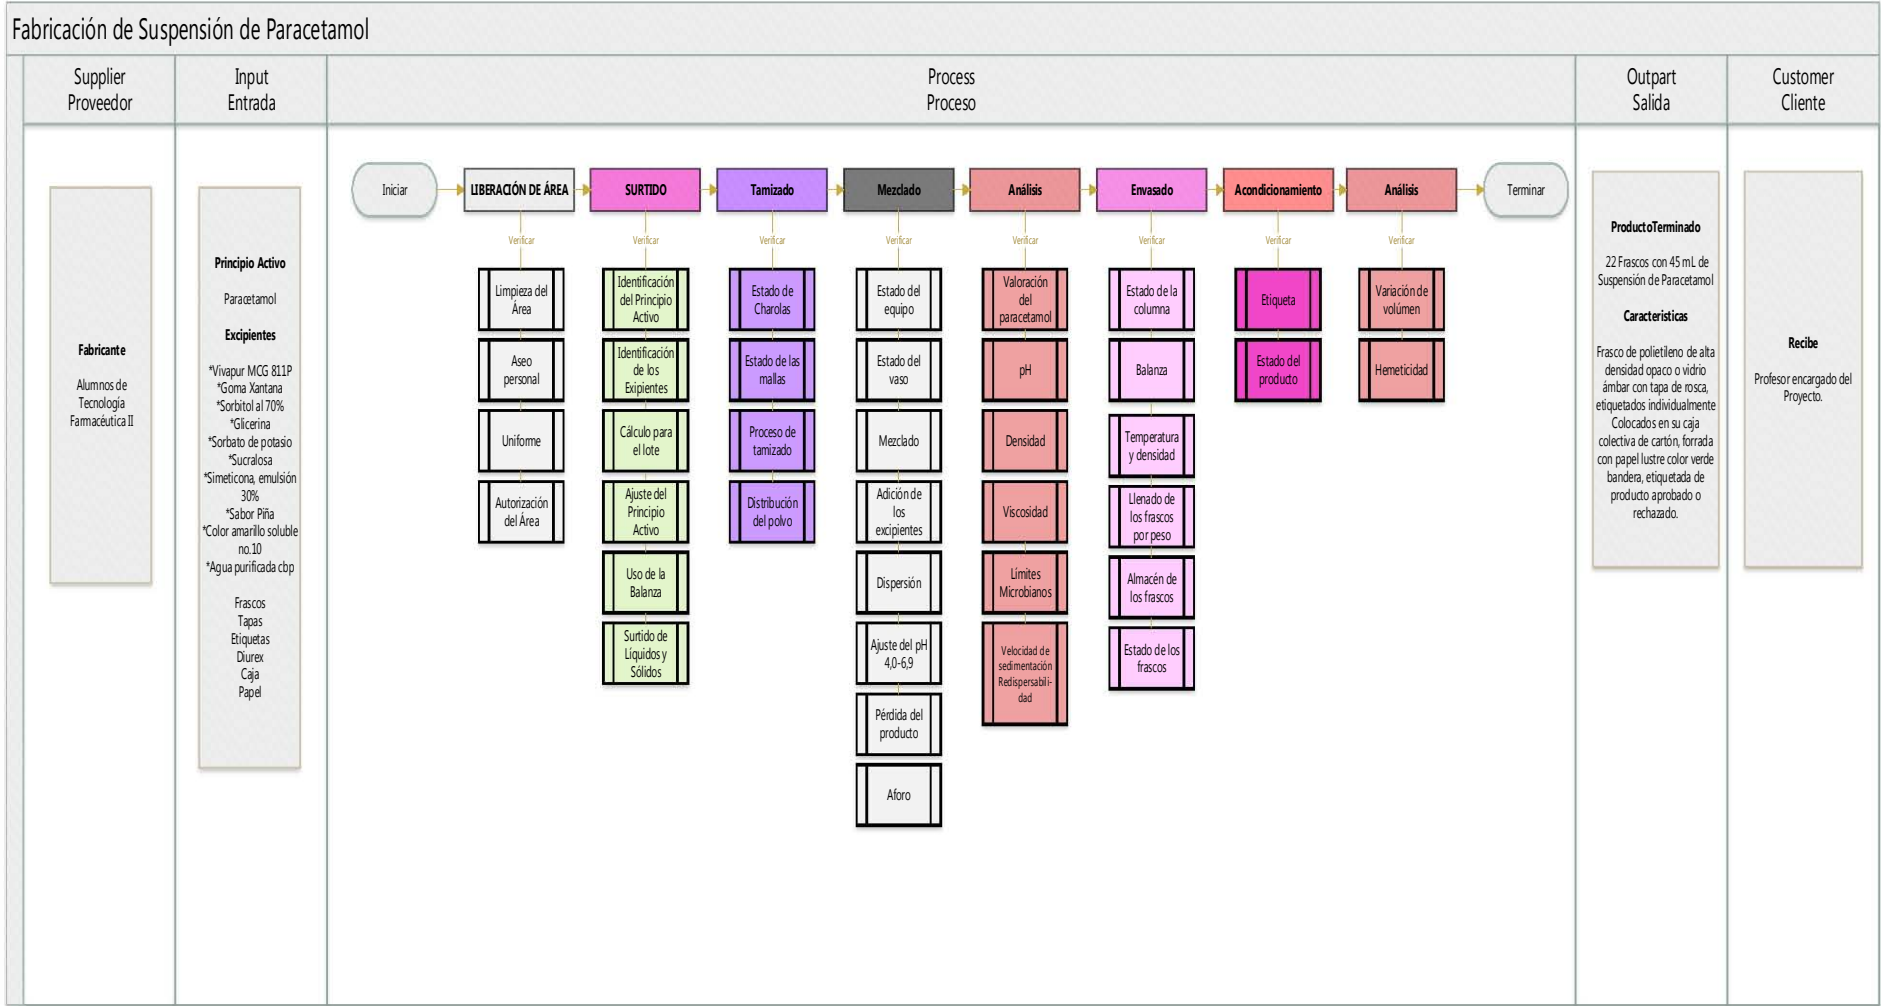 Fabricación de Suspensión de Paracetamol
Supplier
Proveedor
Input
Entrada
Process
Proceso
Outpart
Salida
Customer
Cliente
Fabricante
Alumnos de
Tecnología
Farmacéutica II
Principio Activo
Paracetamol
Excipientes
*Vivapur MCG 811P
*Goma Xantana
*Sorbitol al 70%
*Glicerina
*Sorbato de potasio
*Sucralosa
*Simeticona, emulsión
30%
*Sabor Piña
*Color amarillo soluble
no.10
*Agua purificada cbp
Frascos
Tapas
Etiquetas
Diurex
Caja
Papel
Iniciar
LIBERACIÓN DE ÁREA
Verificar
Limpieza del
Área
Aseo
personal
Uniforme
Autorización
del Área
SURTIDO
Verificar
Identificación
del Principio
Activo
Identificación
de los
Exipientes
Cálculo para
el lote
Ajuste del
Principio
Activo
Uso de la
Balanza
Surtido de
Líquidos y
Sólidos
Tamizado
Verificar
Estado de
Charolas
Estado de las
mallas
Proceso de
tamizado
Distribución
del polvo
Mezclado
Verificar
Estado del
equipo
Estado del
vaso
Mezclado
Adición de
los
excipientes
Dispersión
Ajuste del pH
4,0-6,9
Pérdida del
producto
Aforo
Análisis
Verificar
Valoración
del
paracetamol
pH
Densidad
Viscosidad
Límites
Microbianos
Velocidad de
sedimentación
Redispersabili-
dad
Envasado
Verificar
Estado de la
columna
Balanza
Temperatura
y densidad
Llenado de
los frascos
por peso
Almacén de
los frascos
Estado de los
frascos
Acondicionamiento
Verificar
Etiqueta
Estado del
producto
Análisis
Verificar
Variación de
volúmen
Hemeticidad
Terminar
ProductoTerminado
22 Frascos con 45 mL de
Suspensión de Paracetamol
Caracteristicas
Frasco de polietileno de alta
densidad opaco o vidrio
ámbar con tapa de rosca,
etiquetados individualmente
Colocados en su caja
colectiva de cartón, forrada
con papel lustre color verde
bandera, etiquetada de
producto aprobado o
rechazado.
Recibe
Profesor encargado del
Proyecto.